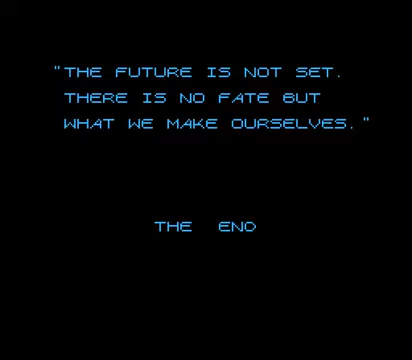 "THE FUTURE IS NOT SET.
THERE IS NO FATE BUT
WHAT WE MAKE OURSELVES."
THE END